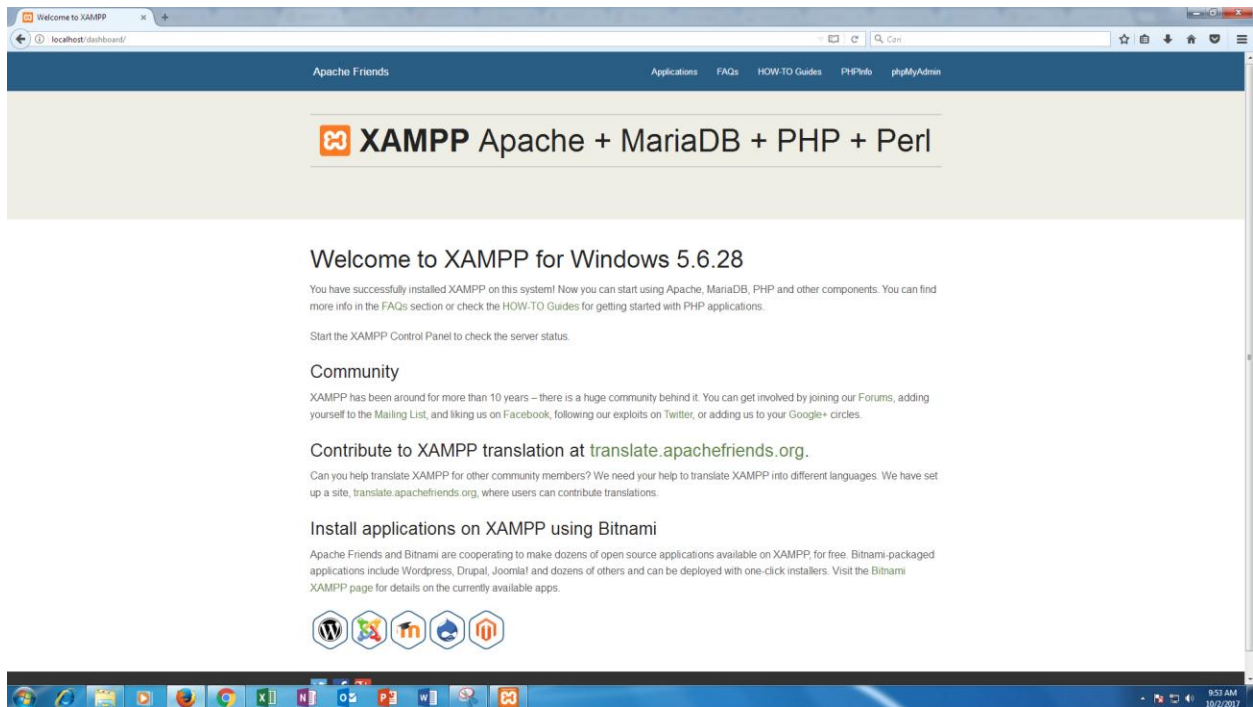 Welcome to XAMPP
localhost/dashboard/
Apache Friends
Applications FAQs HOW-TO Guides PHPInfo phpMyAdmin
XAMPP Apache + MariaDB + PHP + Perl
Welcome to XAMPP for Windows 5.6.28
You have successfully installed XAMPP on this system! Now you can start using Apache, MariaDB, PHP and other components. You can find
more info in the FAQs section or check the HOW-TO Guides for getting started with PHP applications.
Start the XAMPP Control Panel to check the server status.
Community
XAMPP has been around for more than 10 years – there is a huge community behind it. You can get involved by joining our Forums, adding
yourself to the Mailing List, and liking us on Facebook, following our exploits on Twitter, or adding us to your Google+ circles.
Contribute to XAMPP translation at translate.apachefriends.org.
Can you help translate XAMPP for other community members? We need your help to translate XAMPP into different languages. We have set
up a site, translate.apachefriends.org, where users can contribute translations.
Install applications on XAMPP using Bitnami
Apache Friends and Bitnami are cooperating to make dozens of open source applications available on XAMPP, for free. Bitnami-packaged
applications include Wordpress, Drupal, Joomla! and dozens of others and can be deployed with one-click installers. Visit the Bitnami
XAMPP page for details on the currently available apps.
9:53 AM
10/2/2017